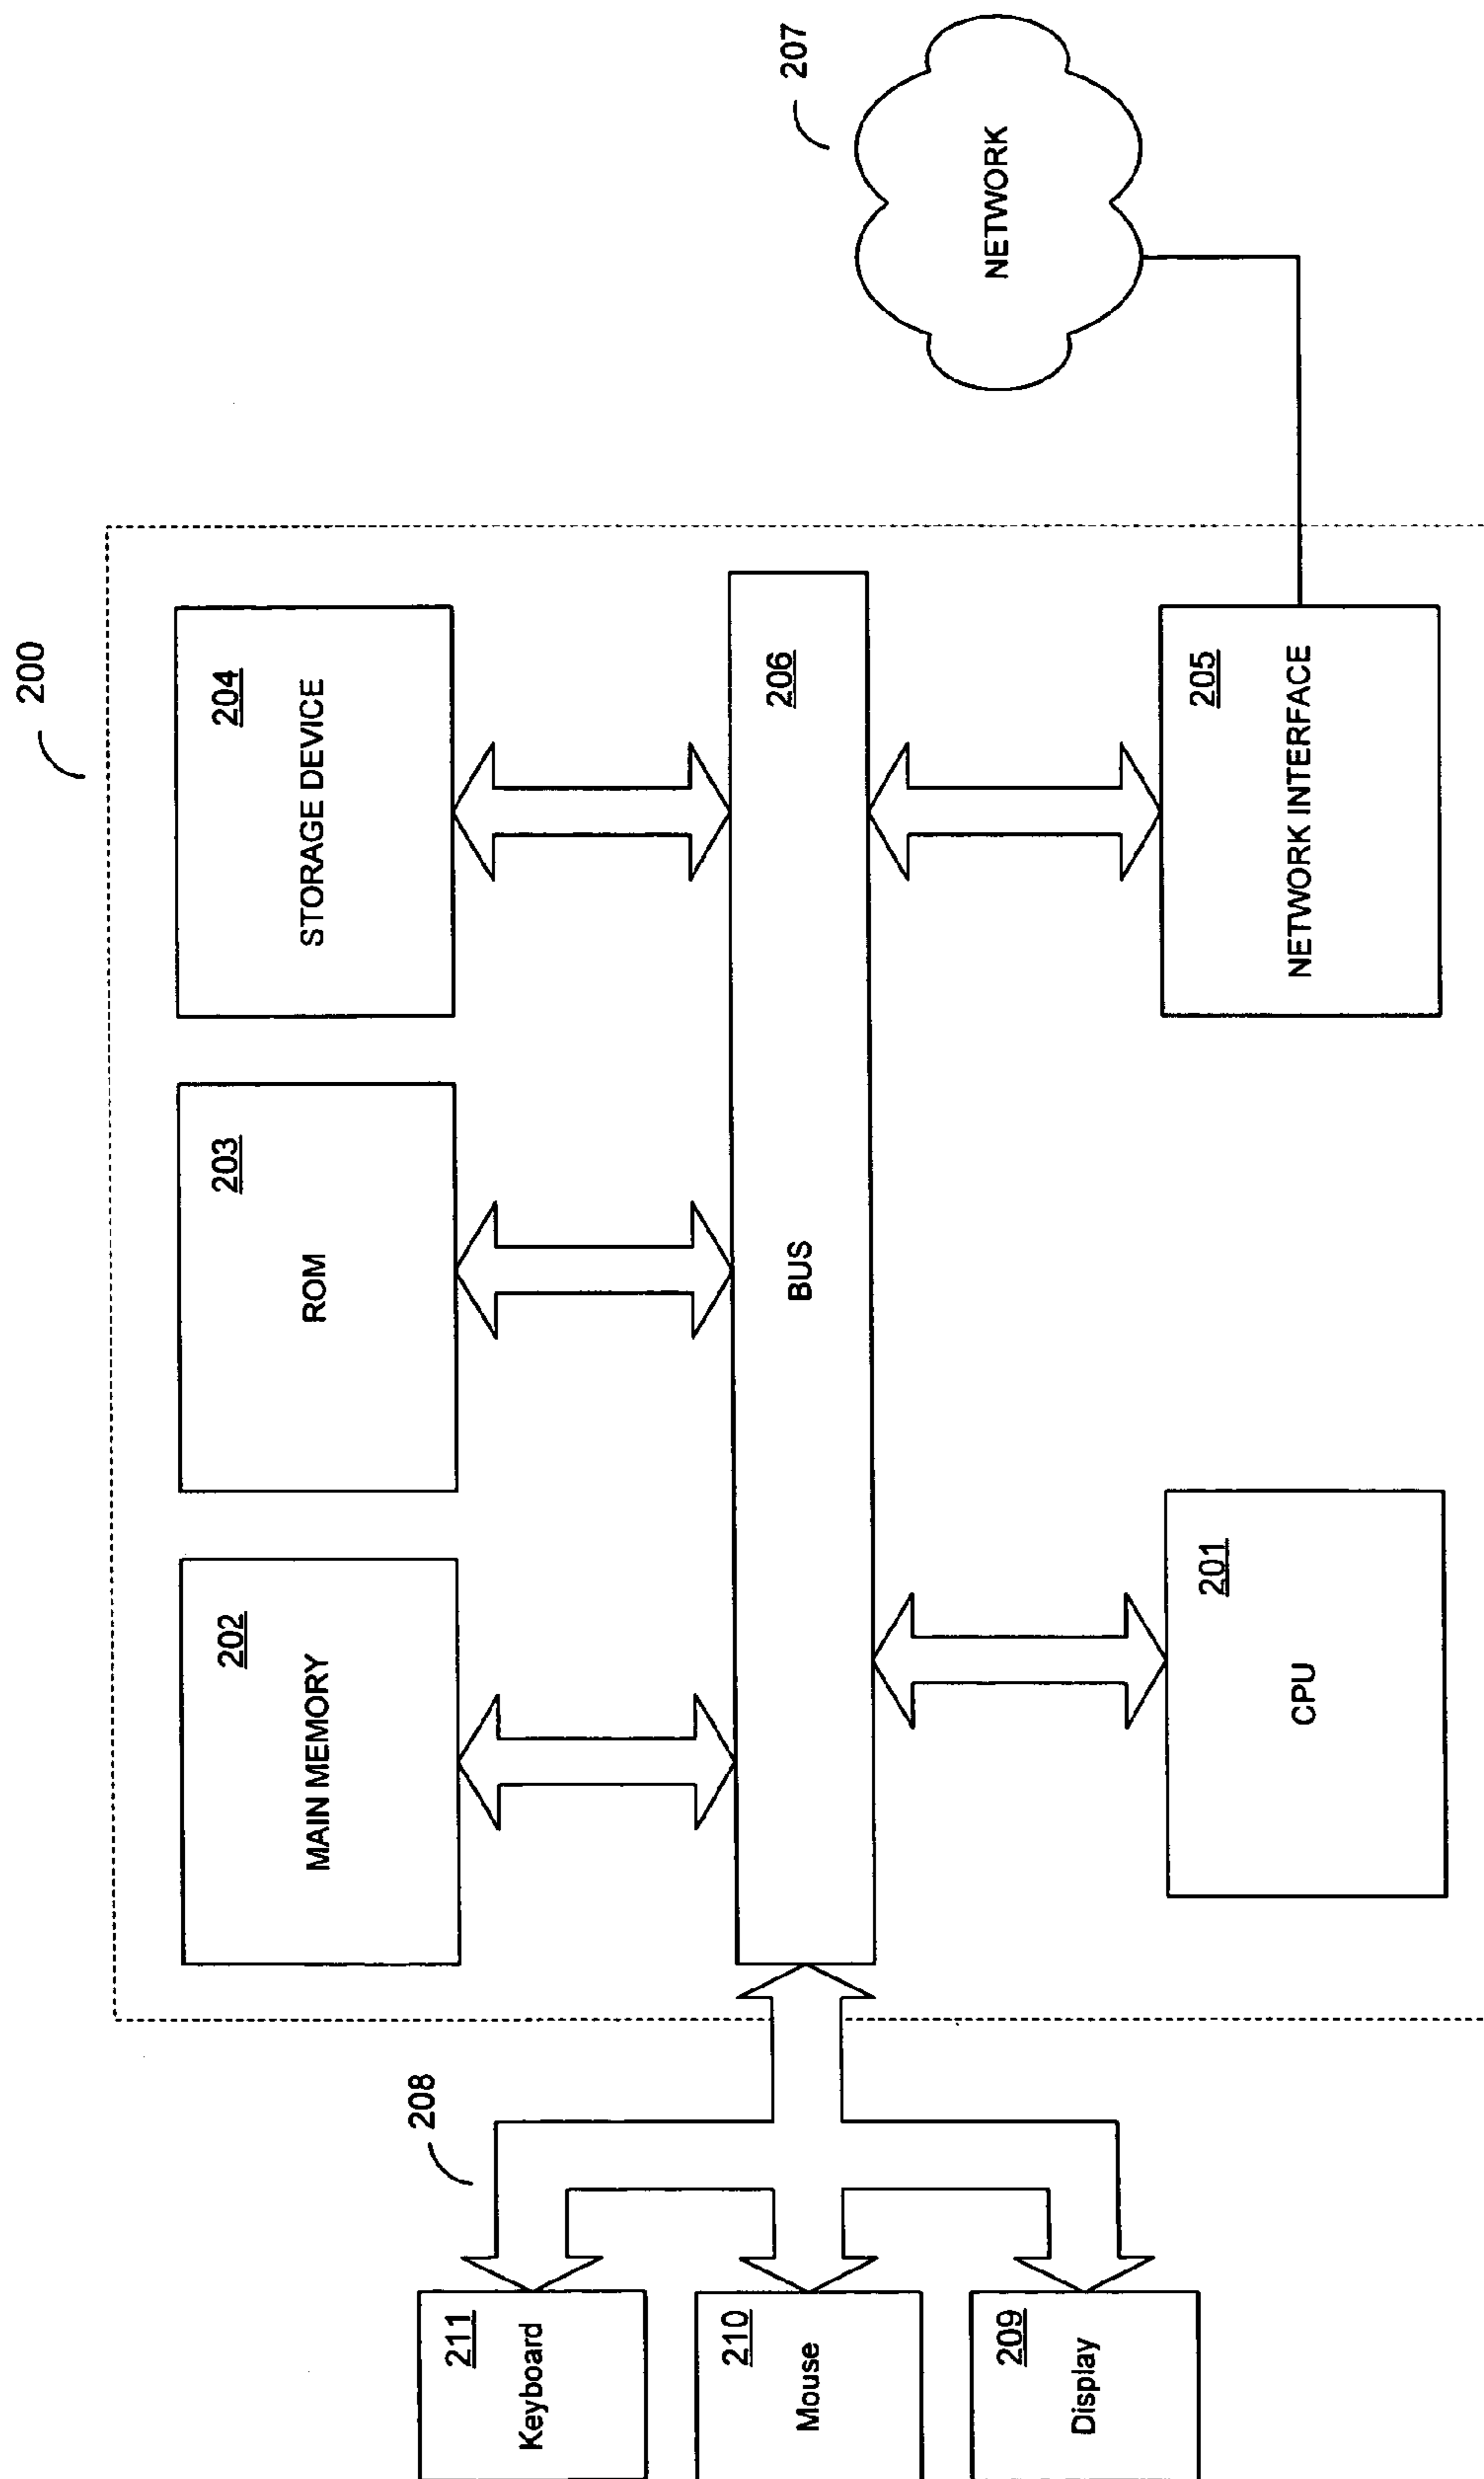 200
202
MAIN MEMORY
203
ROM
204
STORAGE DEVICE
208
211
Keyboard
210
Mouse
209
Display
BUS
206
207
NETWORK
201
CPU
205
NETWORK INTERFACE